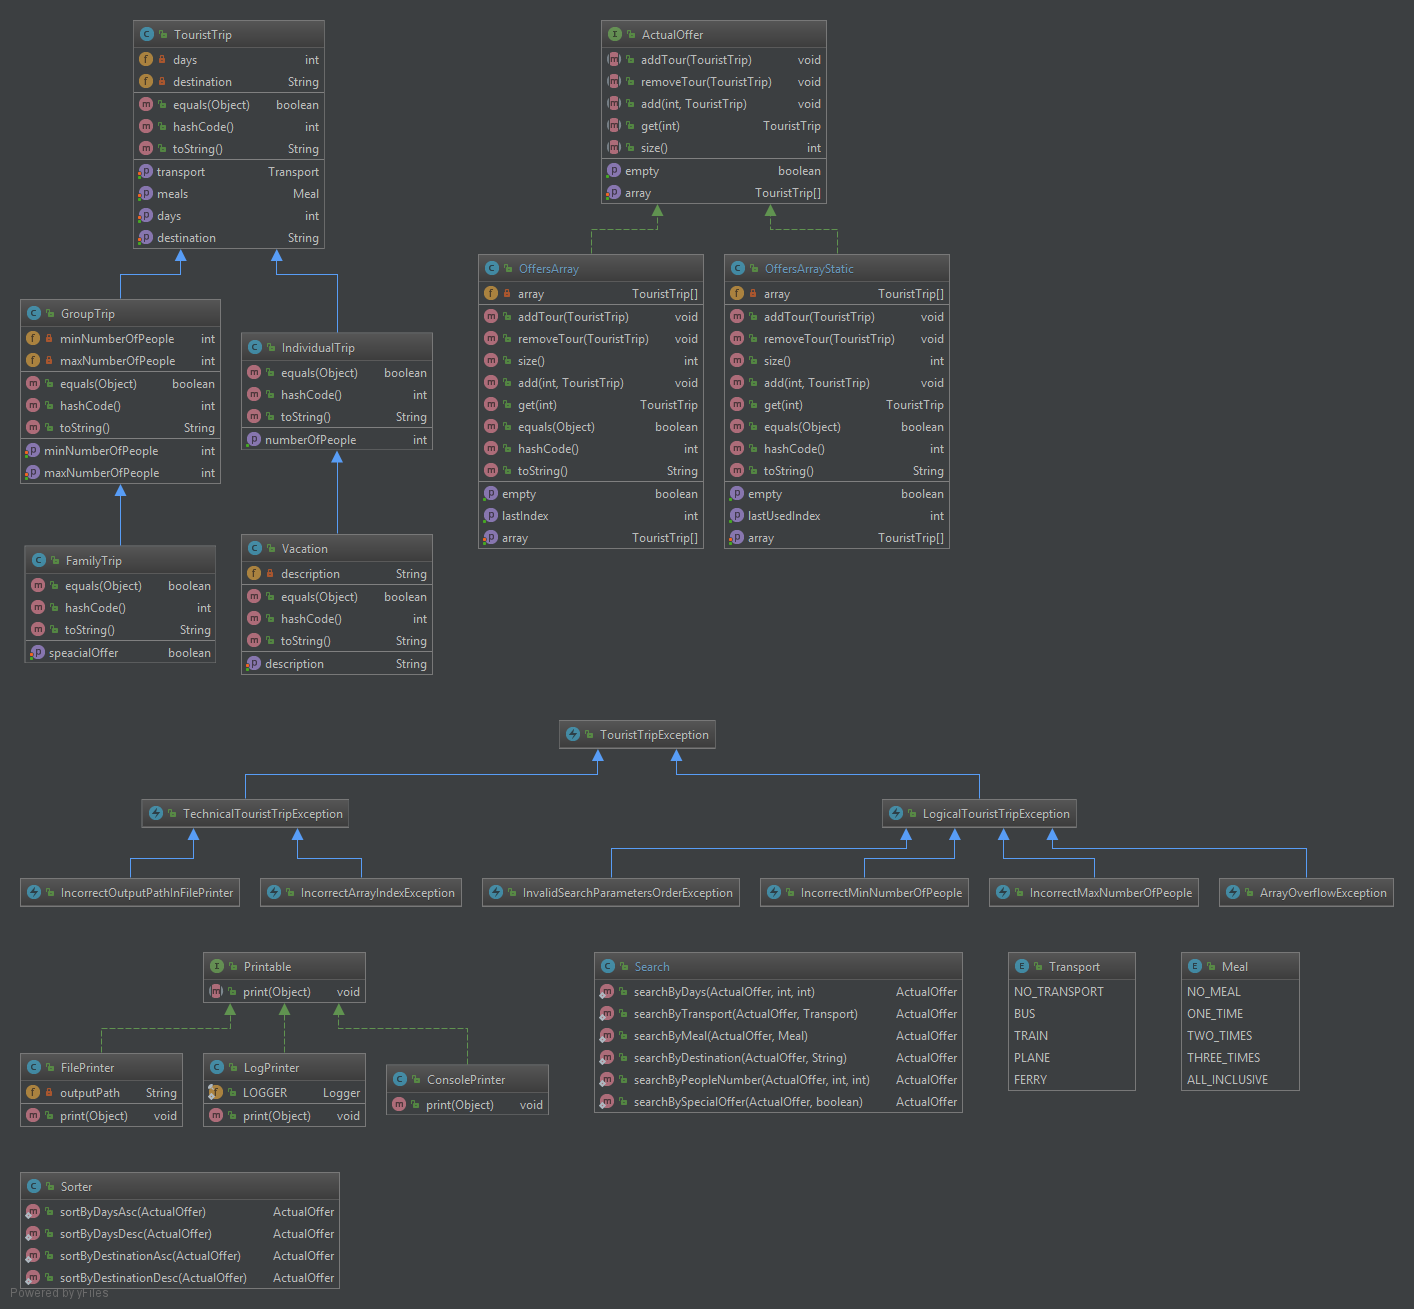 TouristTrip
days int
destination String
equals(Object) boolean
hashCode() int
toString() String
transport Transport
meals Meal
days int
destination String
ActualOffer
addTour(TouristTrip) void
removeTour(TouristTrip) void
add(int, TouristTrip) void
get(int) TouristTrip
size() int
empty boolean
array TouristTrip[]
GroupTrip
minNumberOfPeople int
maxNumberOfPeople int
equals(Object) boolean
hashCode() int
toString() String
minNumberOfPeople int
maxNumberOfPeople int
IndividualTrip
equals(Object) boolean
hashCode() int
toString() String
numberOfPeople int
OffersArray
array TouristTrip[]
addTour(TouristTrip) void
removeTour(TouristTrip) void
size() int
add(int, TouristTrip) void
get(int) TouristTrip
equals(Object) boolean
hashCode() int
toString() String
empty boolean
lastIndex int
array TouristTrip[]
OffersArrayStatic
array TouristTrip[]
addTour(TouristTrip) void
removeTour(TouristTrip) void
size() int
add(int, TouristTrip) void
get(int) TouristTrip
equals(Object) boolean
hashCode() int
toString() String
empty boolean
lastUsedIndex int
array TouristTrip[]
FamilyTrip
equals(Object) boolean
hashCode() int
toString() String
speacialOffer boolean
Vacation
description String
equals(Object) boolean
hashCode() int
toString() String
description String
TouristTripException
TechnicalTouristTripException
LogicalTouristTripException
IncorrectOutputPathInFilePrinter
IncorrectArrayIndexException
InvalidSearchParametersOrderException
IncorrectMinNumberOfPeople
IncorrectMaxNumberOfPeople
ArrayOverflowException
Printable
print(Object) void
FilePrinter
outputPath String
print(Object) void
LogPrinter
LOGGER Logger
print(Object) void
ConsolePrinter
print(Object) void
Search
searchByDays(ActualOffer, int, int) ActualOffer
searchByTransport(ActualOffer, Transport) ActualOffer
searchByMeal(ActualOffer, Meal) ActualOffer
searchByDestination(ActualOffer, String) ActualOffer
searchByPeopleNumber(ActualOffer, int, int) ActualOffer
searchBySpecialOffer(ActualOffer, boolean) ActualOffer
Transport
NO_TRANSPORT
BUS
TRAIN
PLANE
FERRY
Meal
NO_MEAL
ONE_TIME
TWO_TIMES
THREE_TIMES
ALL_INCLUSIVE
Sorter
sortByDaysAsc(ActualOffer) ActualOffer
sortByDaysDesc(ActualOffer) ActualOffer
sortByDestinationAsc(ActualOffer) ActualOffer
sortByDestinationDesc(ActualOffer) ActualOffer
Powered by yFiles